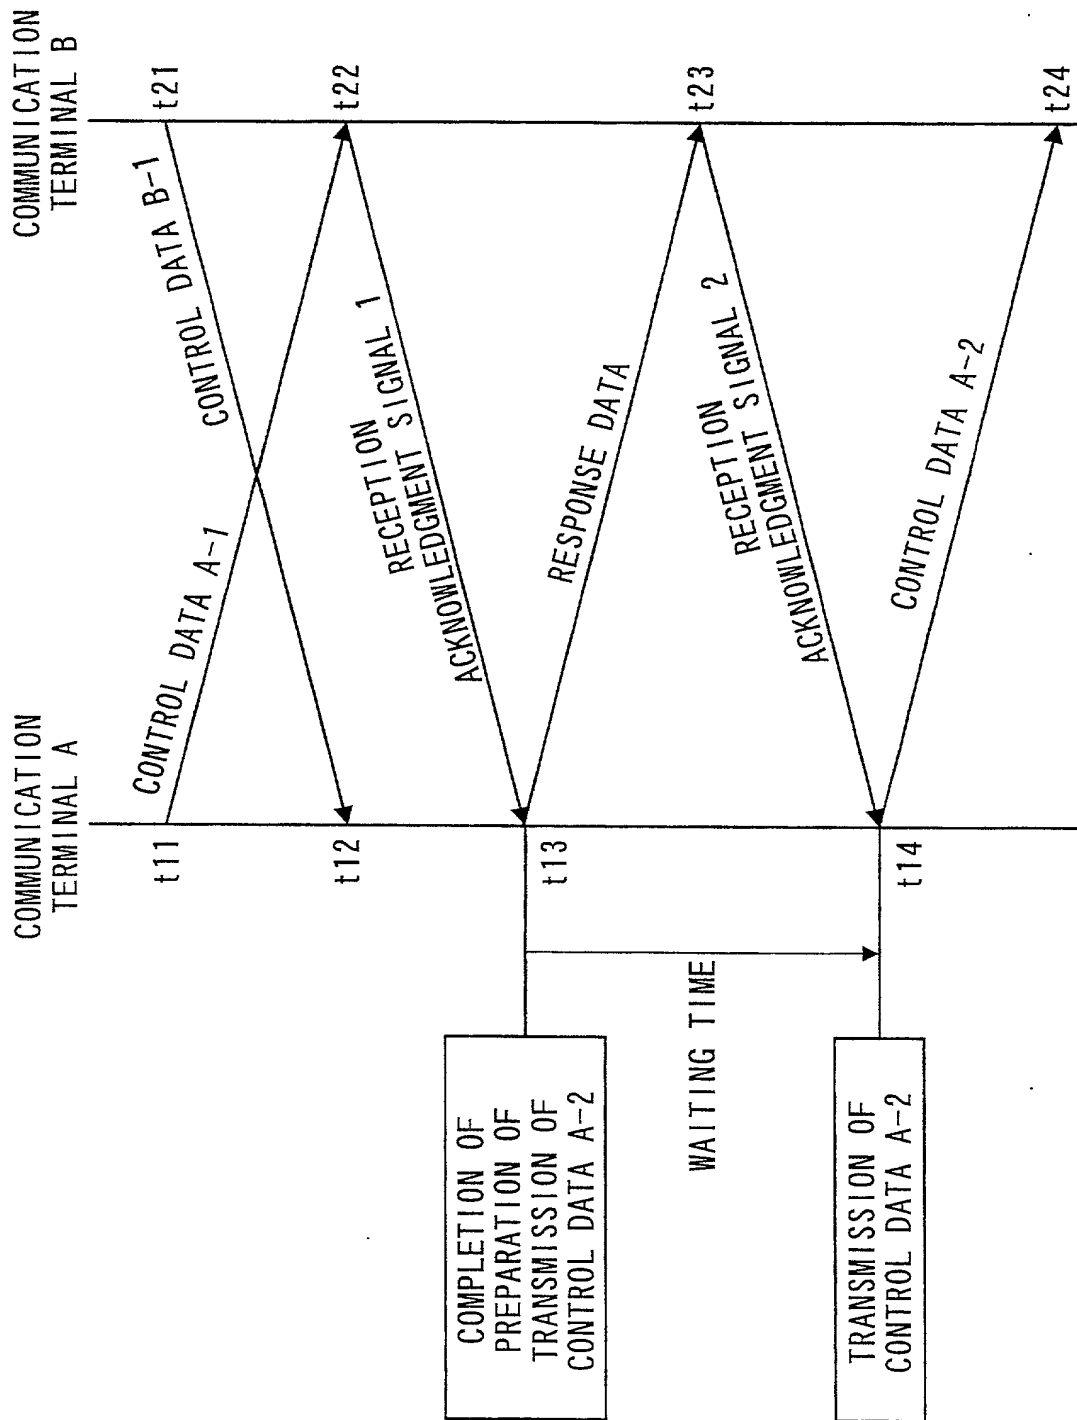 COMMUNICATION
TERMINAL A
COMMUNICATION
TERMINAL B
t11
t21
CONTROL DATA A-1
CONTROL DATA B-1
t12
t22
RECEPTION
ACKNOWLEDGMENT SIGNAL 1
COMPLETION OF
PREPARATION OF
TRANSMISSION OF
CONTROL DATA A-2
t13
RESPONSE DATA
WAITING TIME
t23
RECEPTION
ACKNOWLEDGMENT SIGNAL 2
TRANSMISSION OF
CONTROL DATA A-2
t14
CONTROL DATA A-2
t24